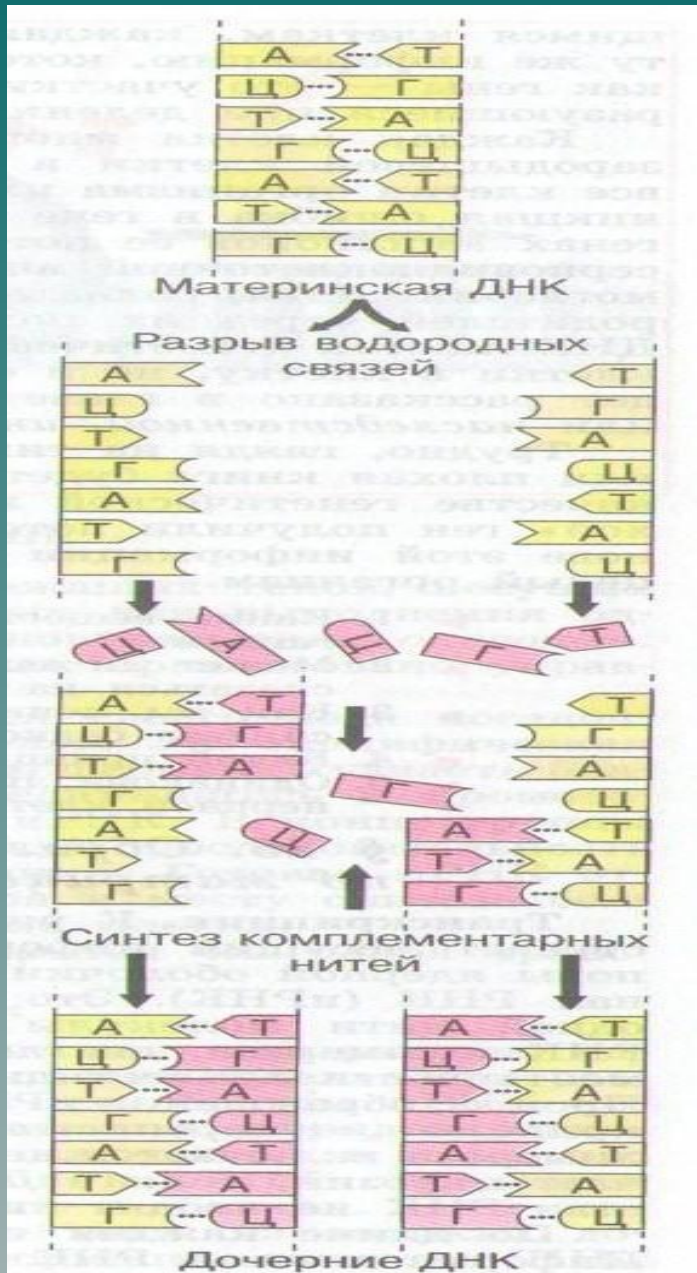 А Т
Ц Г
Т А
Г Ц
А Т
Т А
Г Ц
Материнская ДНК
Разрыв водородных
связей
А Т
Ц Г
Т А
Г Ц
А Т
Т А
Г Ц
Ц А Ц Г Т
А Т Т
Ц Г Г
Т А А
Г Г Ц
А А Т
Т Ц Т А
Г Г Ц
Синтез комплементарных
нитей
А Т А Т
Ц Г Ц Г
Т А Т А
Г Ц Г Ц
А Т А Т
Т А Т А
Г Ц Г Ц
Дочерние ДНК